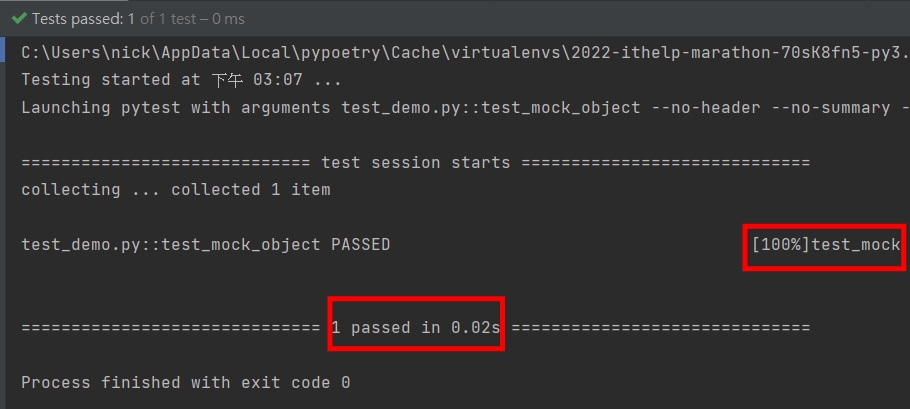 Tests passed: 1 of 1 test – 0 ms
C:\Users\nick\AppData\Local\pypoetry\Cache\virtualenvs\2022-ithelp-marathon-70sK8fn5-py3.
Testing started at 下午 03:07 ...
Launching pytest with arguments test_demo.py::test_mock_object --no-header --no-summary -
============================= test session starts =============================
collecting ... collected 1 item
test_demo.py::test_mock_object PASSED [100%]test_mock
============================== 1 passed in 0.02s ==============================
Process finished with exit code 0